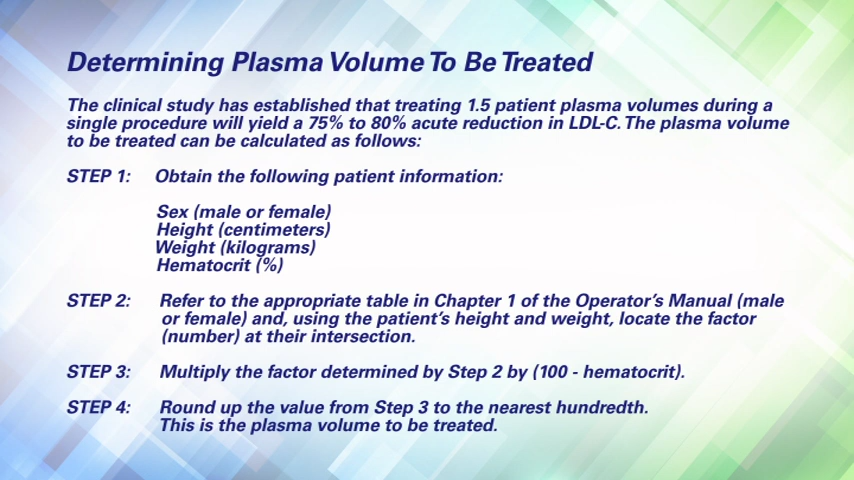 Determining Plasma Volume To Be Treated
The clinical study has established that treating 1.5 patient plasma volumes during a
single procedure will yield a 75% to 80% acute reduction in LDL-C. The plasma volume
to be treated can be calculated as follows:
STEP 1: Obtain the following patient information:
Sex (male or female)
Height (centimeters)
Weight (kilograms)
Hematocrit (%)
STEP 2: Refer to the appropriate table in Chapter 1 of the Operator's Manual (male
or female) and, using the patient's height and weight, locate the factor
(number) at their intersection.
STEP 3: Multiply the factor determined by Step 2 by (100 - hematocrit).
STEP 4: Round up the value from Step 3 to the nearest hundredth.
This is the plasma volume to be treated.